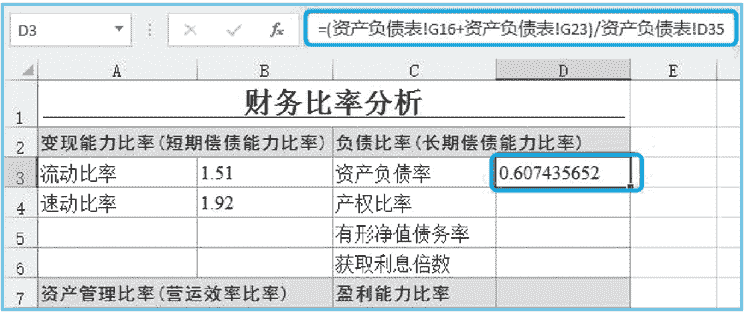 D3 fx =(资产负债表!G16+资产负债表!G23)/资产负债表!D35
A B C D E
1 财务比率分析
2 变现能力比率(短期偿债能力比率) 负债比率(长期偿债能力比率)
3 流动比率 1.51 资产负债率 0.607435652
4 速动比率 1.92 产权比率
5 有形净值债务率
6 获取利息倍数
7 资产管理比率(营运效率比率) 盈利能力比率